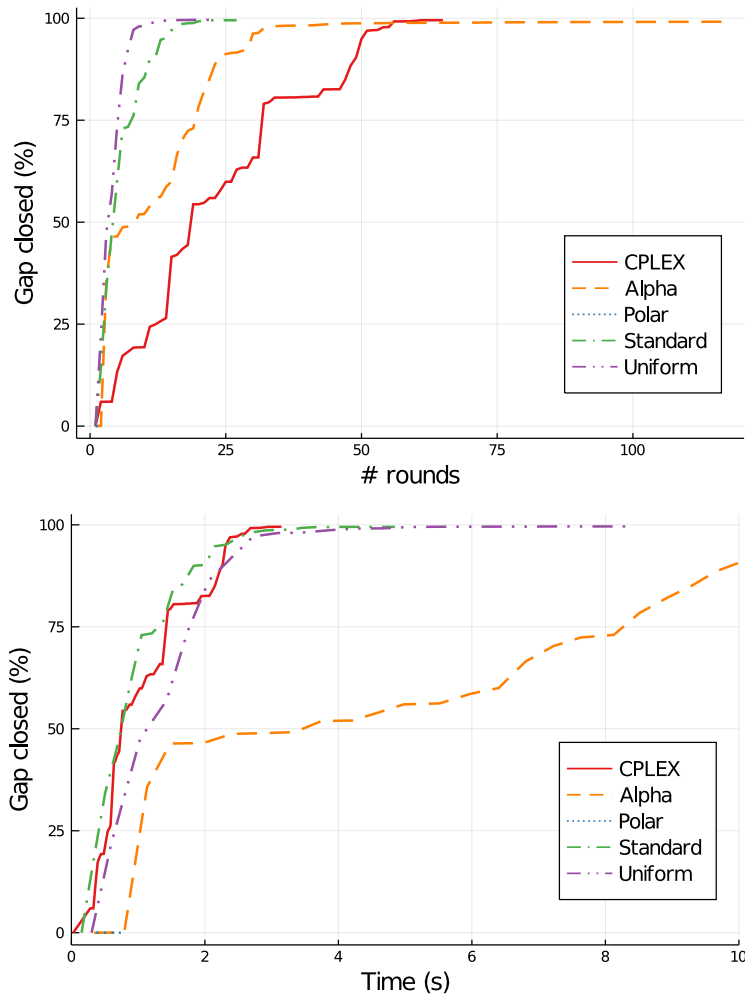 100
75
50
25
0
Gap closed (%)
CPLEX
Alpha
Polar
Standard
Uniform
0
25
50
75
100
# rounds
100
75
50
25
0
Gap closed (%)
CPLEX
Alpha
Polar
Standard
Uniform
0
2
4
6
8
10
Time (s)